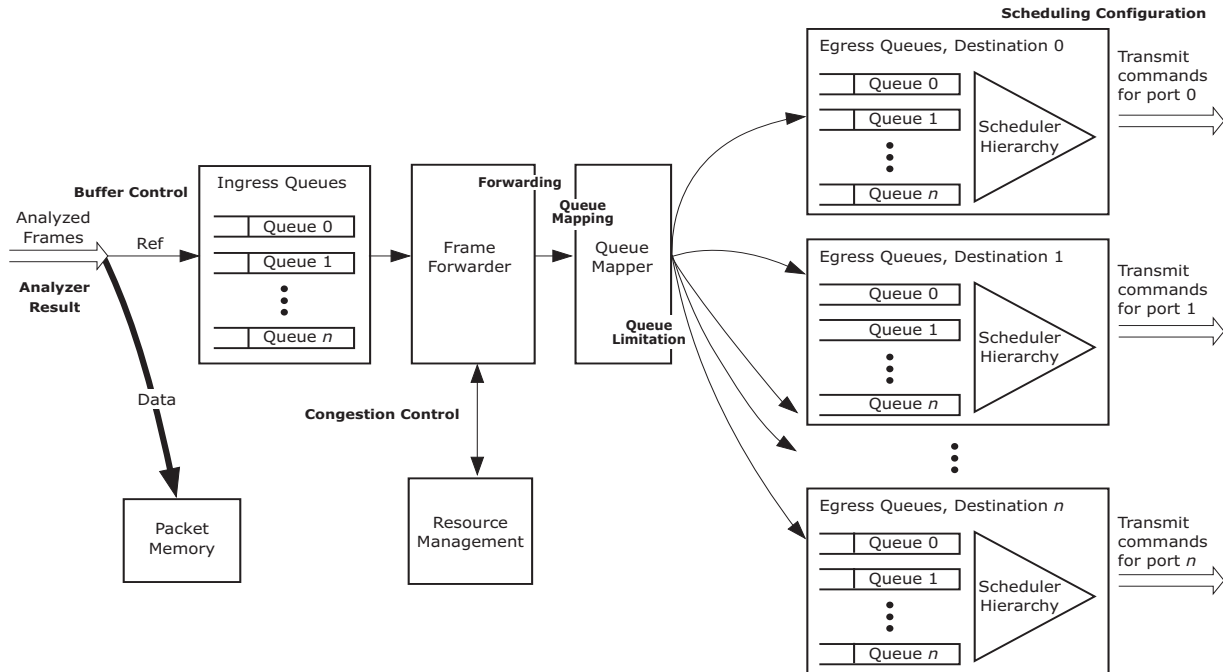 Scheduling Configuration
Egress Queues, Destination 0
Queue 0
Queue 1
Queue n
Scheduler
Hierarchy
Transmit
commands
for port 0
Buffer Control
Analyzed
Frames
Ref
Analyzer
Result
Data
Packet
Memory
Ingress Queues
Queue 0
Queue 1
Queue n
Forwarding
Frame
Forwarder
Congestion Control
Resource
Management
Queue
Mapping
Queue
Mapper
Queue
Limitation
Egress Queues, Destination 1
Queue 0
Queue 1
Queue n
Scheduler
Hierarchy
Transmit
commands
for port 1
Egress Queues, Destination n
Queue 0
Queue 1
Queue n
Scheduler
Hierarchy
Transmit
commands
for port n